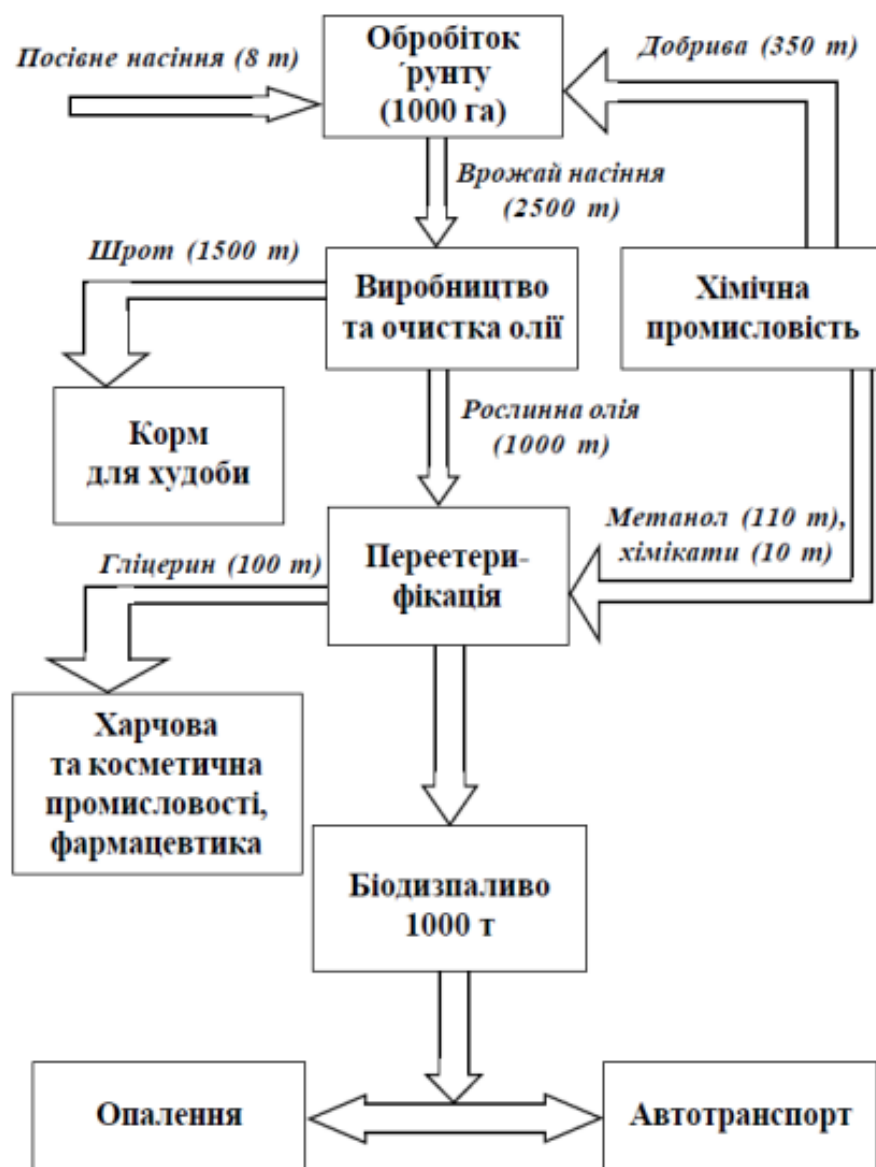 Посівне насіння (8 т)
Обробіток
´рунту
(1000 га)
Добрива (350 т)
Врожай насіння
(2500 т)
Шрот (1500 т)
Виробництво
та очистка олії
Хімічна
промисловість
Корм
для худоби
Рослинна олія
(1000 т)
Метанол (110 т),
хімікати (10 т)
Гліцерин (100 т)
Переетери-
фікація
Харчова
та косметична
промисловості,
фармацевтика
Біодизпаливо
1000 т
Опалення
Автотранспорт